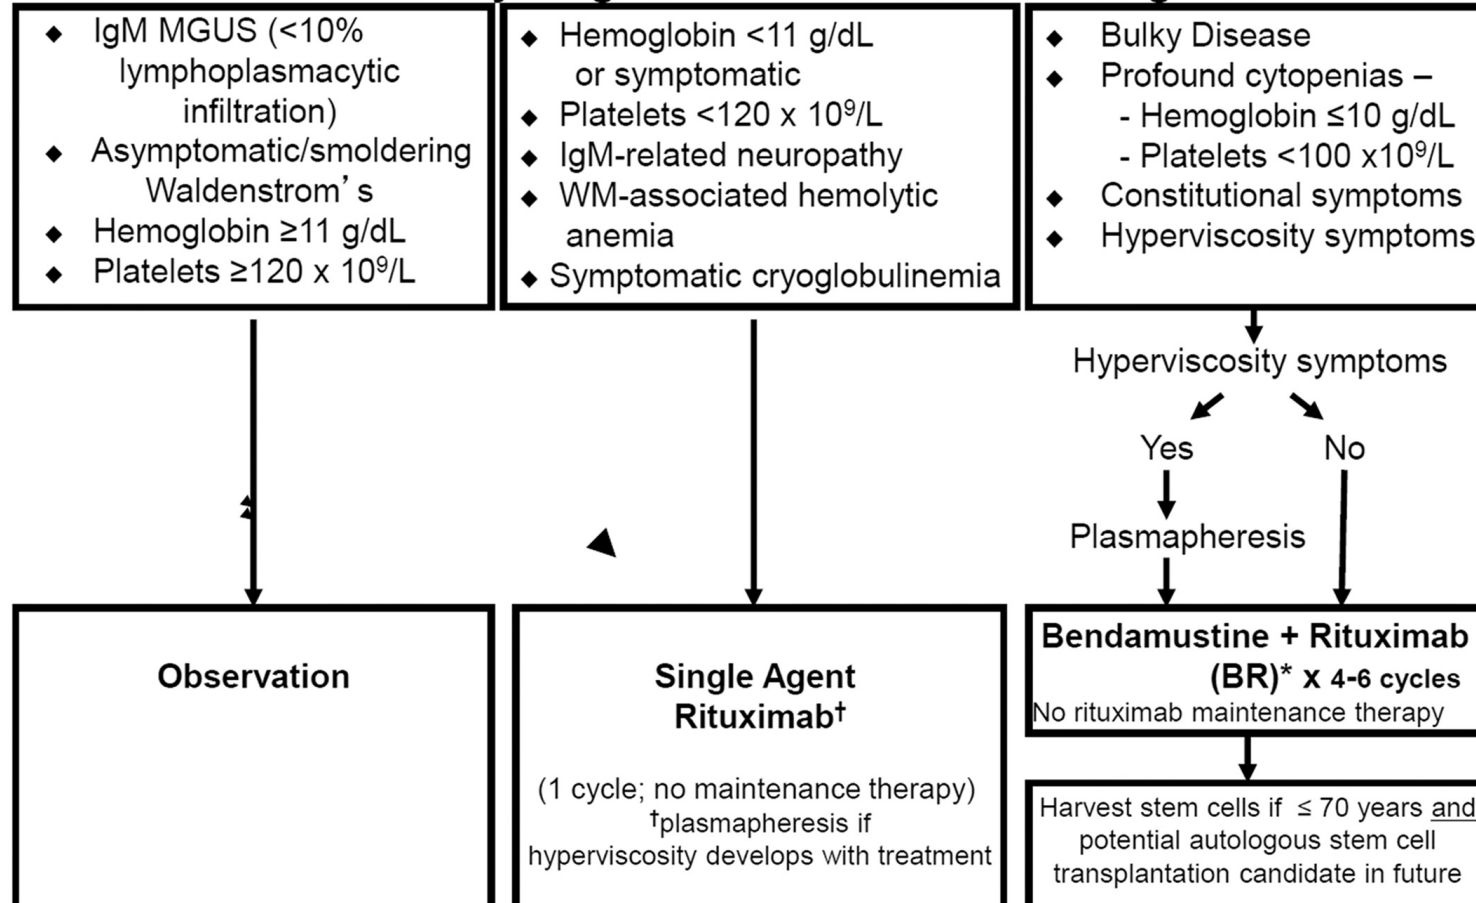 ◆ IgM MGUS (<10%
lymphoplasmacytic
infiltration)
◆ Asymptomatic/smoldering
Waldenstrom’s
◆ Hemoglobin ≥11 g/dL
◆ Platelets ≥120 x 10⁹/L
◆ Hemoglobin <11 g/dL
or symptomatic
◆ Platelets <120 x 10⁹/L
◆ IgM-related neuropathy
◆ WM-associated hemolytic
anemia
◆ Symptomatic cryoglobulinemia
◆ Bulky Disease
◆ Profound cytopenias –
- Hemoglobin ≤10 g/dL
- Platelets <100 x10⁹/L
◆ Constitutional symptoms
◆ Hyperviscosity symptoms
Hyperviscosity symptoms
Yes
No
Plasmapheresis
Observation
Single Agent
Rituximab†
(1 cycle; no maintenance therapy)
†plasmapheresis if
hyperviscosity develops with treatment
Bendamustine + Rituximab
(BR)* x 4-6 cycles
No rituximab maintenance therapy
Harvest stem cells if ≤ 70 years and
potential autologous stem cell
transplantation candidate in future